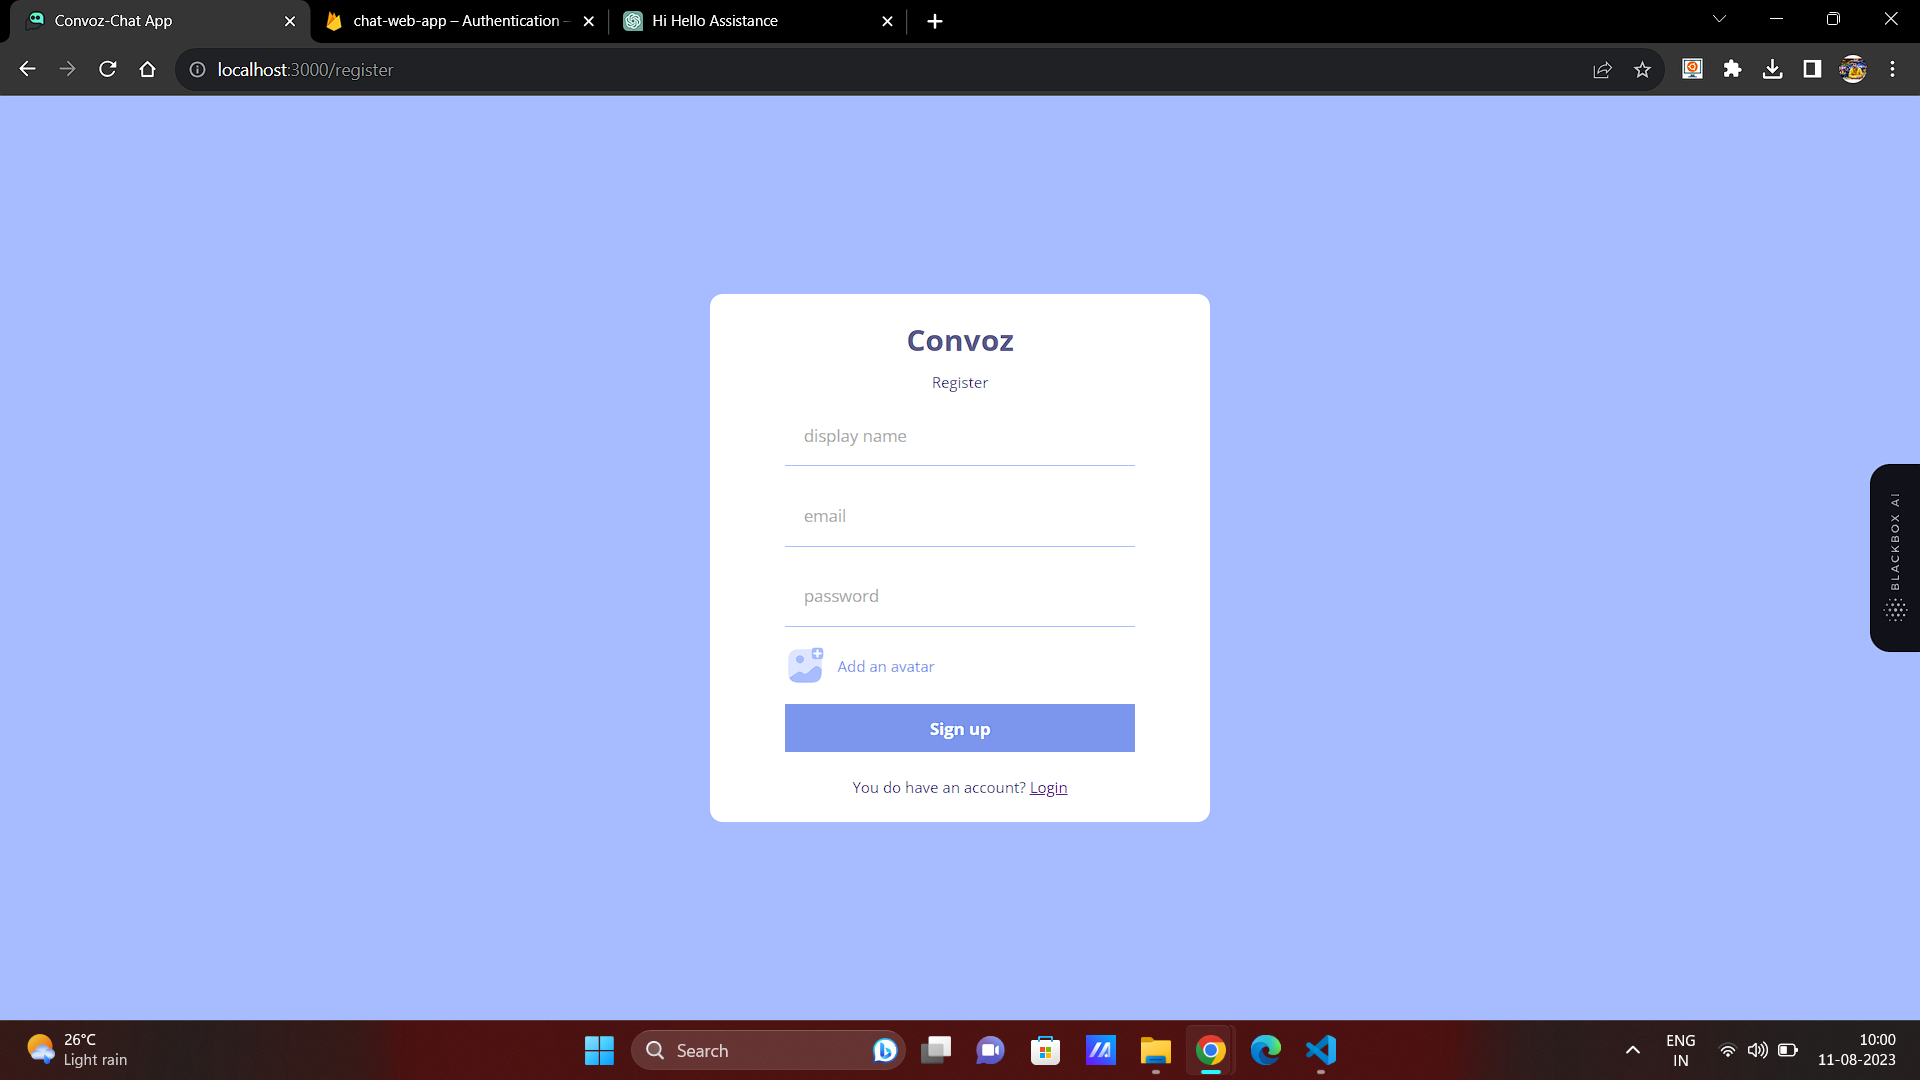 Convoz-Chat App
chat-web-app – Authentication –
Hi Hello Assistance
localhost:3000/register
Convoz
Register
display name
email
password
Add an avatar
Sign up
You do have an account? Login
BLACKBOX AI
26°C
Light rain
Search
ENG
IN
10:00
11-08-2023